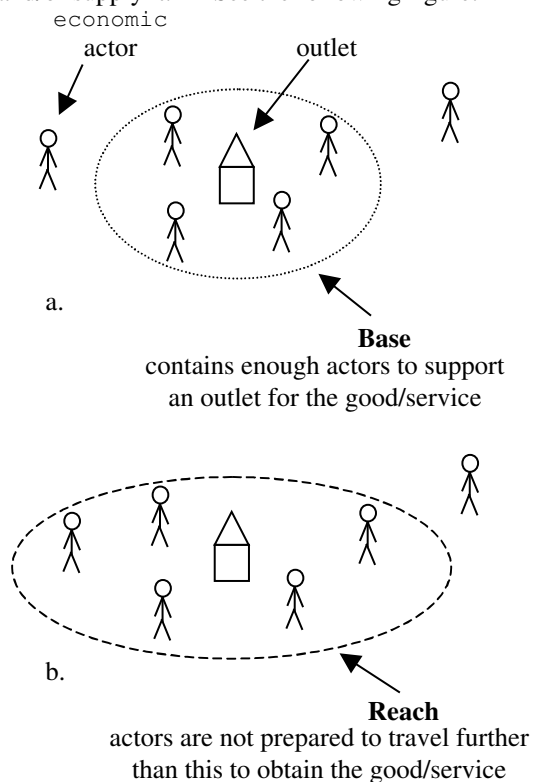 economic
actor
outlet
a.
Base
contains enough actors to support
an outlet for the good/service
b.
Reach
actors are not prepared to travel further
than this to obtain the good/service